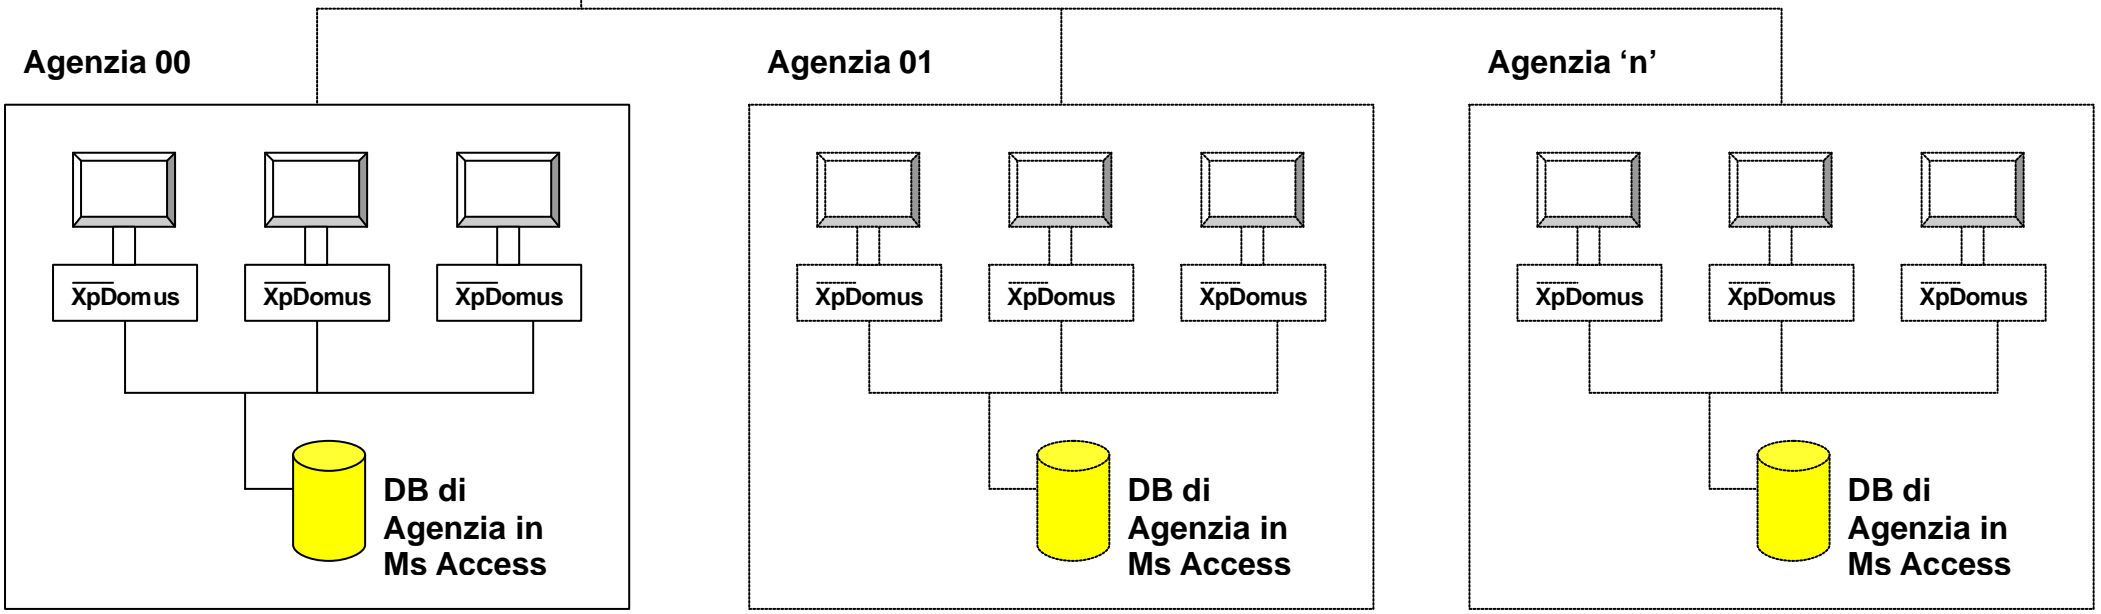 Agenzia 00
Agenzia 01
Agenzia ‘n’
XpDomus
XpDomus
XpDomus
XpDomus
XpDomus
XpDomus
XpDomus
XpDomus
XpDomus
DB di
Agenzia in
Ms Access
DB di
Agenzia in
Ms Access
DB di
Agenzia in
Ms Access